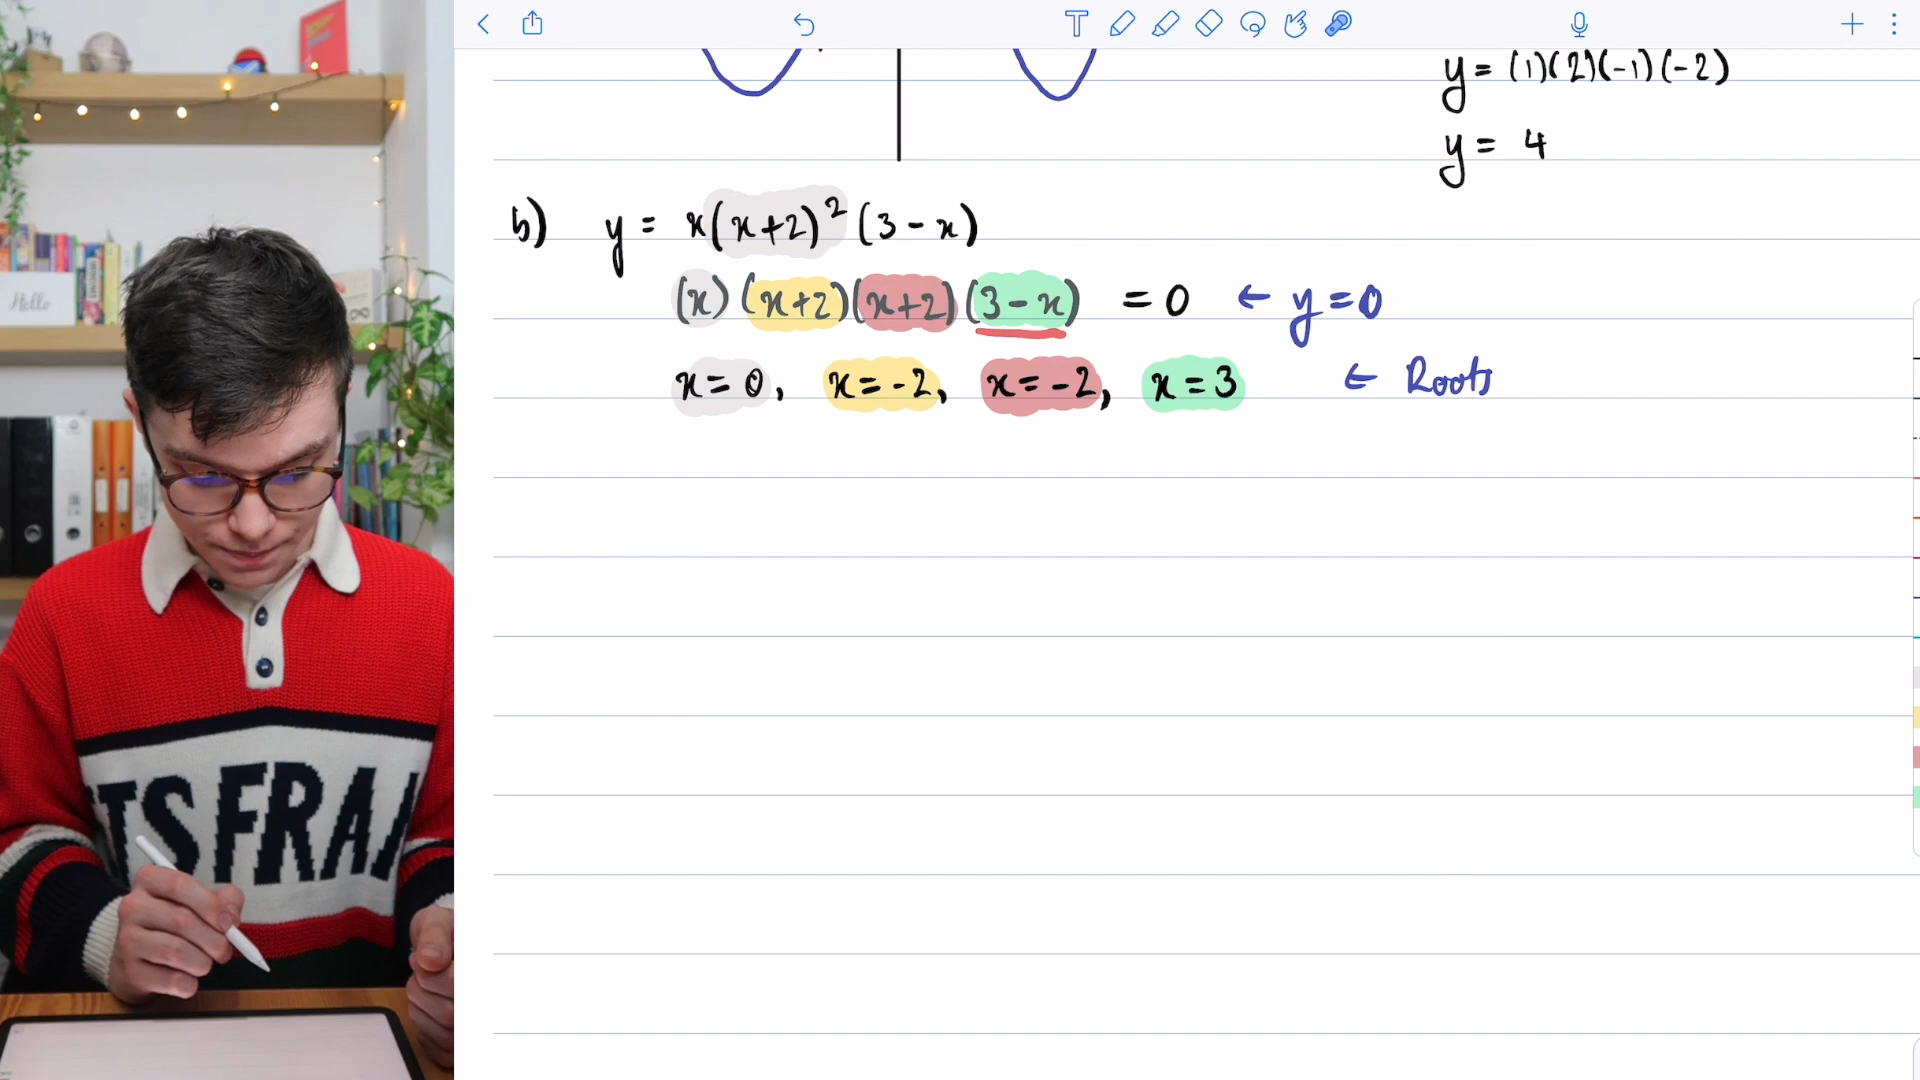 y = (1)(2)(-1)(-2)
y = 4
b) y = x(x+2)² (3-x)
(x) (x+2)(x+2) (3-x) = 0 ← y=0
x=0, x=-2, x=-2, x=3 ← Roots
Hello
TS FRA